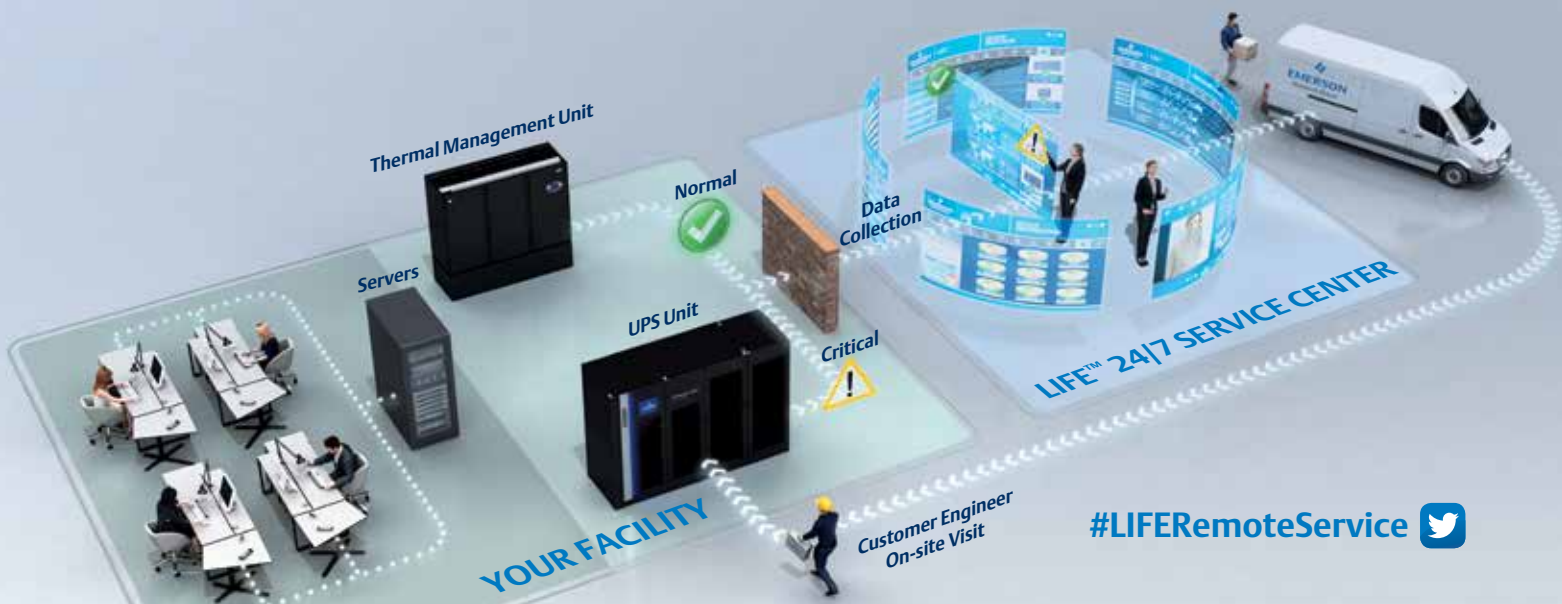 Thermal Management Unit
Normal
Servers
Data
Collection
EMERSON
UPS Unit
Critical
LIFE™ 24|7 SERVICE CENTER
YOUR FACILITY
Customer Engineer
On-site Visit
#LIFERemoteService